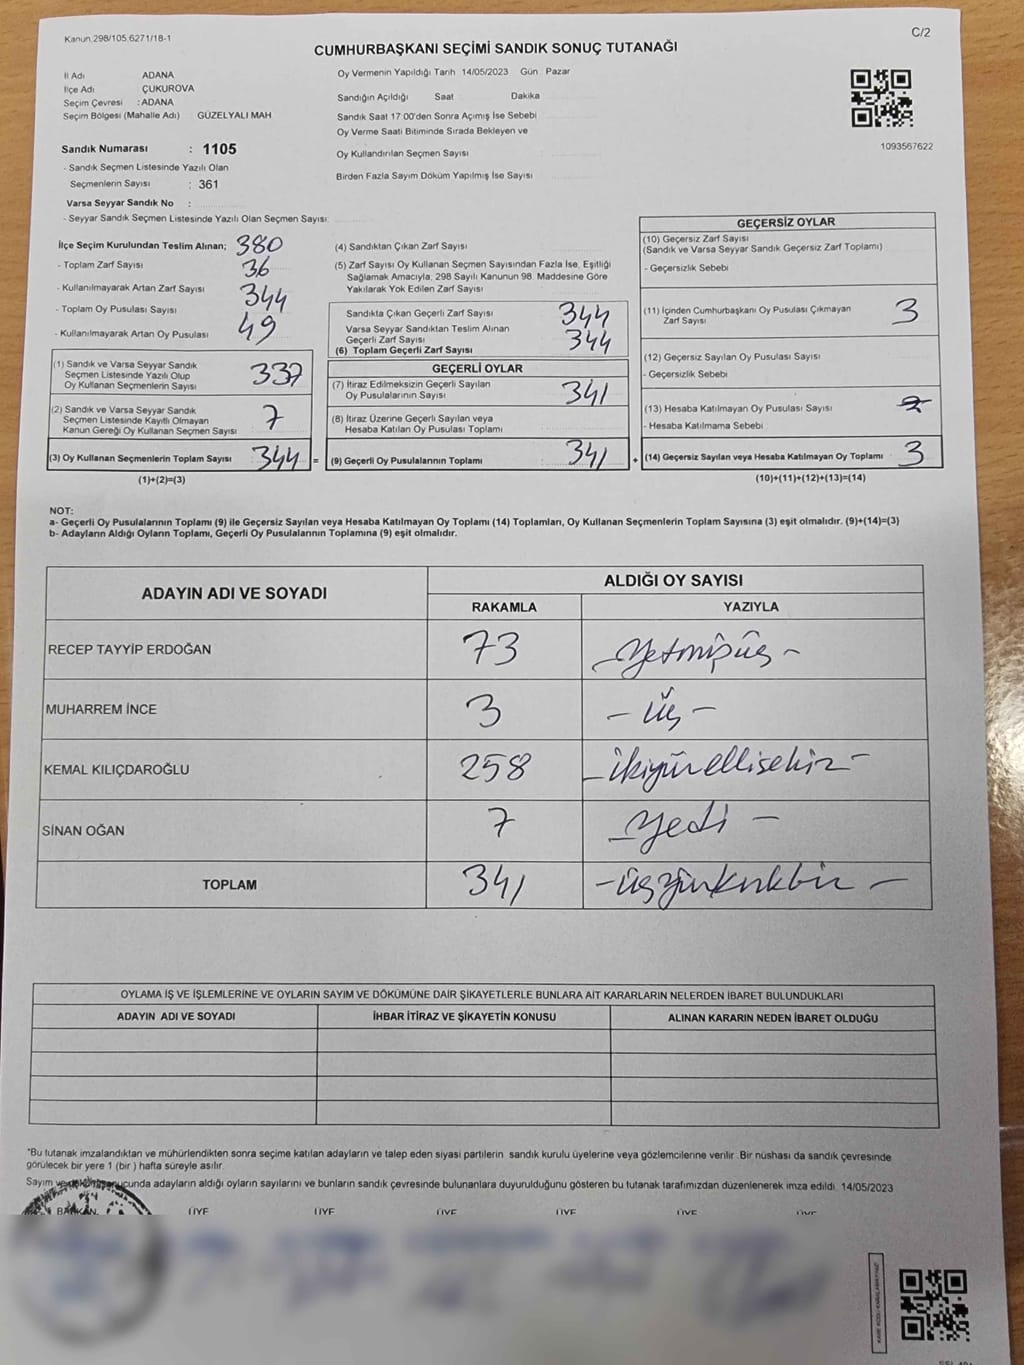 Kanun.298/105.6271/18-1
C/2
CUMHURBAŞKANI SEÇİMİ SANDIK SONUÇ TUTANAĞI
İl Adı ADANA
İlçe Adı ÇUKUROVA
Seçim Çevresi : ADANA
Seçim Bölgesi (Mahalle Adı) GÜZELYALI MAH
Sandık Numarası : 1105
- Sandık Seçmen Listesinde Yazılı Olan
Seçmenlerin Sayısı : 361
Varsa Seyyar Sandık No :
- Seyyar Sandık Seçmen Listesinde Yazılı Olan Seçmen Sayısı:
Oy Vermenin Yapıldığı Tarih 14/05/2023 Gün : Pazar
Sandığın Açıldığı Saat Dakika
Sandık Saat 17:00'den Sonra Açımış İse Sebebi
Oy Verme Saati Bitiminde Sırada Bekleyen ve
Oy Kullandırılan Seçmen Sayısı
Birden Fazla Sayım Döküm Yapılmış İse Sayısı
1093567622
İlçe Seçim Kurulundan Teslim Alınan; 380
- Toplam Zarf Sayısı 36
- Kullanılmayarak Artan Zarf Sayısı 344
- Toplam Oy Pusulası Sayısı
- Kullanılmayarak Artan Oy Pusulası 49
(1) Sandık ve Varsa Seyyar Sandık
Seçmen Listesinde Yazılı Olup
Oy Kullanan Seçmenlerin Sayısı 337
(2) Sandık ve Varsa Seyyar Sandık
Seçmen Listesinde Kayıtlı Olmayan
Kanun Gereği Oy Kullanan Seçmen Sayısı 7
(3) Oy Kullanan Seçmenlerin Toplam Sayısı 344 =
(1)+(2)=(3)
(4) Sandıktan Çıkan Zarf Sayısı
(5) Zarf Sayısı Oy Kullanan Seçmen Sayısından Fazla İse, Eşitliği
Sağlamak Amacıyla; 298 Sayılı Kanunun 98. Maddesine Göre
Yakılarak Yok Edilen Zarf Sayısı
Sandıkta Çıkan Geçerli Zarf Sayısı 344
Varsa Seyyar Sandıktan Teslim Alınan
Geçerli Zarf Sayısı 344
(6) Toplam Geçerli Zarf Sayısı
GEÇERLİ OYLAR
(7) İtiraz Edilmeksizin Geçerli Sayılan
Oy Pusulalarının Sayısı 341
(8) İtiraz Üzerine Geçerli Sayılan veya
Hesaba Katılan Oy Pusulası Toplamı
(9) Geçerli Oy Pusulalarının Toplamı 341 +
GEÇERSİZ OYLAR
(10) Geçersiz Zarf Sayısı
(Sandık ve Varsa Seyyar Sandık Geçersiz Zarf Toplamı)
- Geçersizlik Sebebi
(11) İçinden Cumhurbaşkanı Oy Pusulası Çıkmayan
Zarf Sayısı 3
(12) Geçersiz Sayılan Oy Pusulası Sayısı
- Geçersizlik Sebebi
(13) Hesaba Katılmayan Oy Pusulası Sayısı
- Hesaba Katılmama Sebebi
(14) Geçersiz Sayılan veya Hesaba Katılmayan Oy Toplamı 3
(10)+(11)+(12)+(13)=(14)
NOT:
a- Geçerli Oy Pusulalarının Toplamı (9) ile Geçersiz Sayılan veya Hesaba Katılmayan Oy Toplamı (14) Toplamları, Oy Kullanan Seçmenlerin Toplam Sayısına (3) eşit olmalıdır. (9)+(14)=(3)
b- Adayların Aldığı Oyların Toplamı, Geçerli Oy Pusulalarının Toplamına (9) eşit olmalıdır.
ADAYIN ADI VE SOYADI ALDIĞI OY SAYISI
RAKAMLA YAZIYLA
RECEP TAYYİP ERDOĞAN 73 - Yetmişüç -
MUHARREM İNCE 3 - Üç -
KEMAL KILIÇDAROĞLU 258 - ikiyüzellisekiz -
SİNAN OĞAN 7 - Yedi -
TOPLAM 341 - üçyüzkırkbir -
OYLAMA İŞ VE İŞLEMLERİNE VE OYLARIN SAYIM VE DÖKÜMÜNE DAİR ŞİKAYETLERLE BUNLARA AİT KARARLARIN NELERDEN İBARET BULUNDUKLARI
ADAYIN ADI VE SOYADI İHBAR İTİRAZ VE ŞİKAYETİN KONUSU ALINAN KARARIN NEDEN İBARET OLDUĞU
*Bu tutanak imzalandıktan ve mühürlendikten sonra seçime katılan adayların ve talep eden siyasi partilerin sandık kurulu üyelerine veya gözlemcilerine verilir. Bir nüshası da sandık çevresinde
görülecek bir yere 1 (bir ) hafta süreyle asılır.
Sayım ve adayların aldığı oyların sayılarını ve bunların sandık çevresinde bulunanlara duyurulduğunu gösteren bu tutanak tarafımızdan düzenlenerek imza edildi. 14/05/2023
BAŞKAN ÜYE ÜYE ÜYE ÜYE ÜYE ÜYE